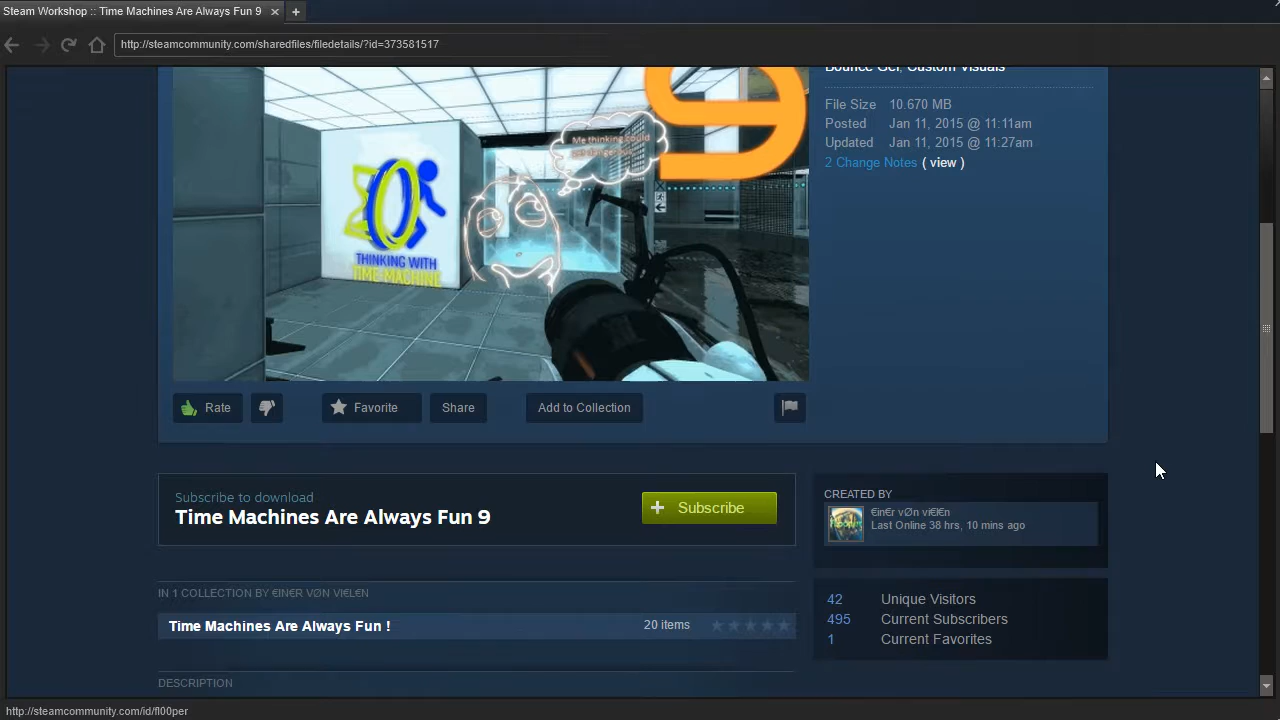 Steam Workshop :: Time Machines Are Always Fun 9
http://steamcommunity.com/sharedfiles/filedetails/?id=373581517
Bounce Gel, Custom Visuals
File Size 10.670 MB
Posted Jan 11, 2015 @ 11:11am
Updated Jan 11, 2015 @ 11:27am
2 Change Notes ( view )
9
Me thinking could
THINKING WITH
TIME-MACHINE
Rate
Favorite
Share
Add to Collection
Subscribe to download
Time Machines Are Always Fun 9
Subscribe
CREATED BY
€in€r vØn vi€l€n
Last Online 38 hrs, 10 mins ago
IN 1 COLLECTION BY €IN€R VØN VI€L€N
Time Machines Are Always Fun !
20 items
42 Unique Visitors
495 Current Subscribers
1 Current Favorites
DESCRIPTION
http://steamcommunity.com/id/fl00per